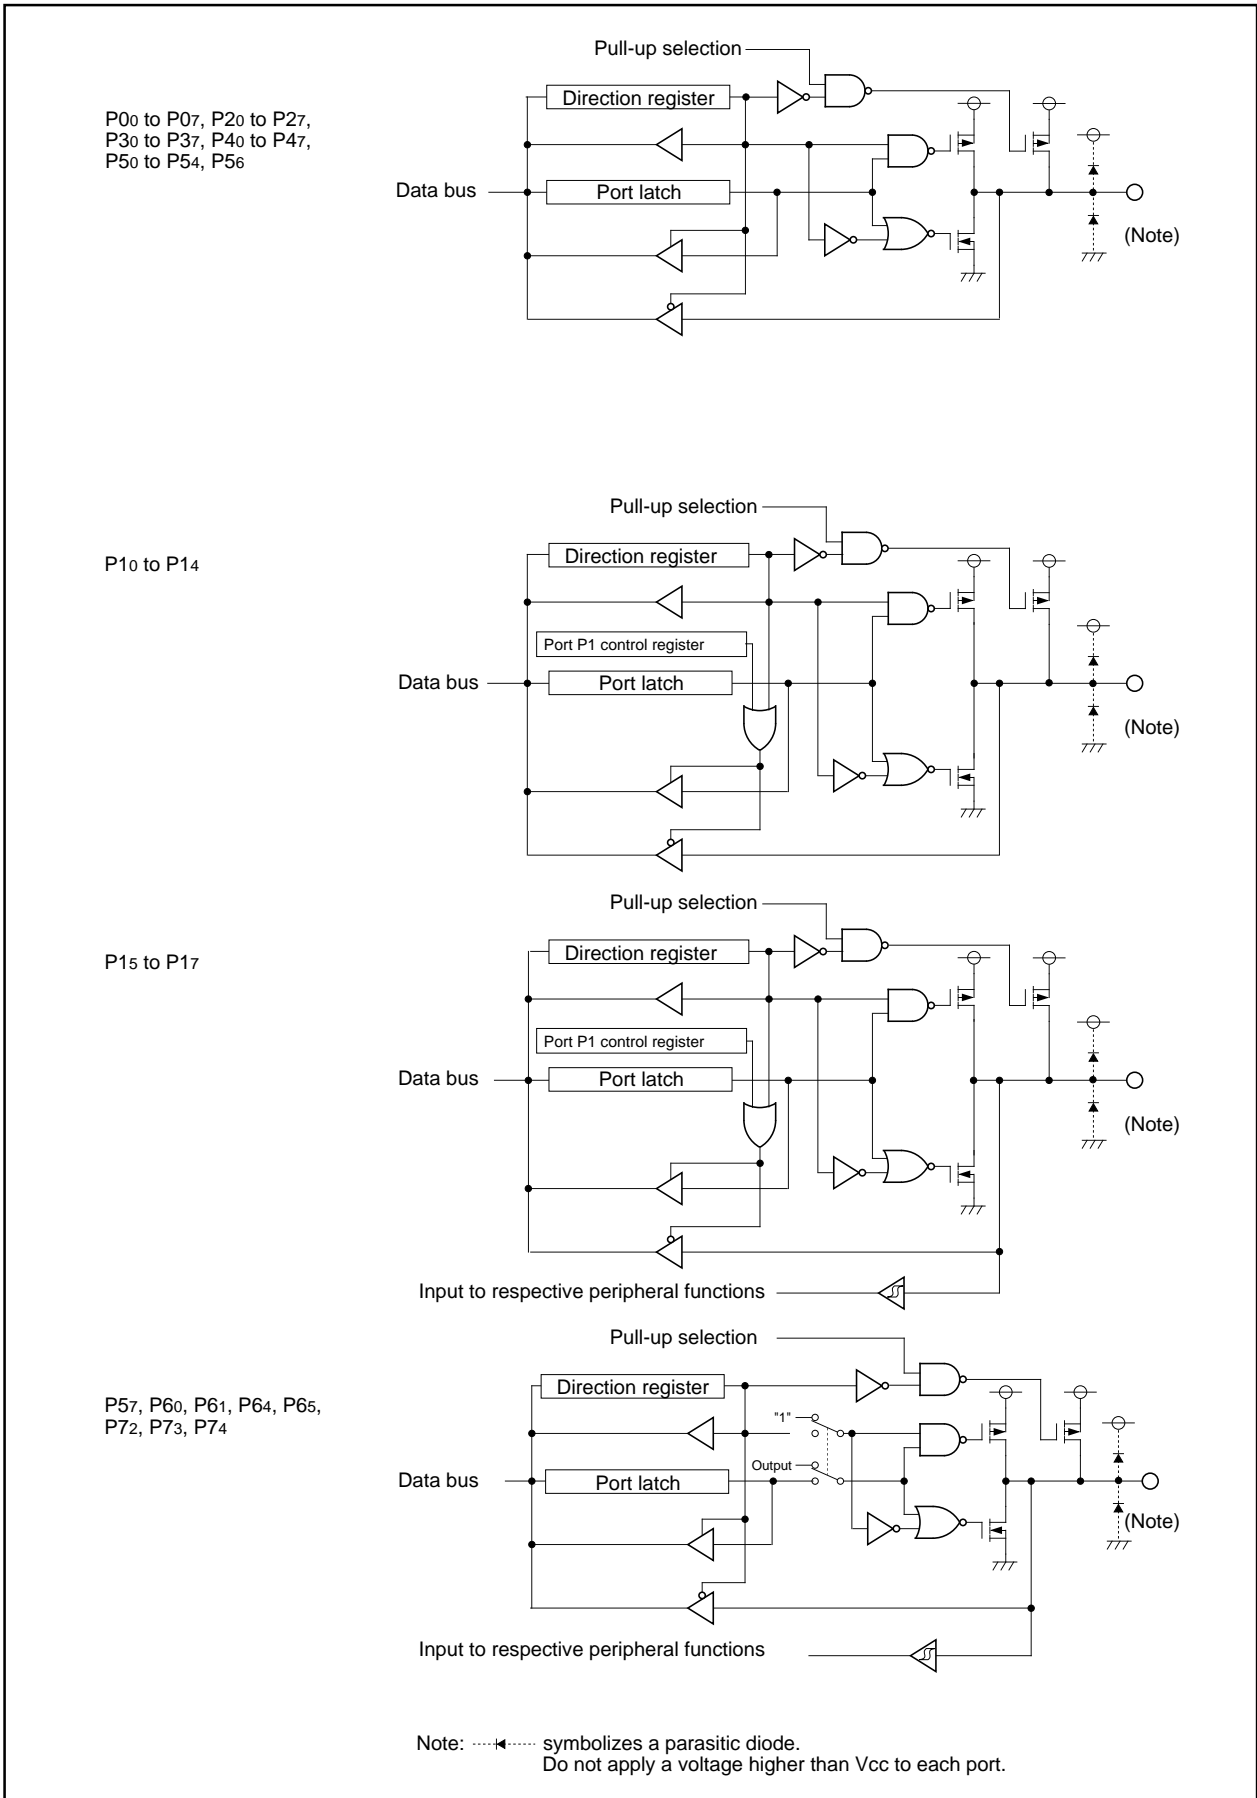 Pull-up selection
Direction register
P00 to P07, P20 to P27,
P30 to P37, P40 to P47,
P50 to P54, P56
Data bus
Port latch
(Note)
Pull-up selection
Direction register
P10 to P14
Port P1 control register
Data bus
Port latch
(Note)
Pull-up selection
Direction register
P15 to P17
Port P1 control register
Data bus
Port latch
(Note)
Input to respective peripheral functions
Pull-up selection
Direction register
P57, P60, P61, P64, P65,
P72, P73, P74
"1"
Output
Data bus
Port latch
(Note)
Input to respective peripheral functions
Note: symbolizes a parasitic diode.
Do not apply a voltage higher than Vcc to each port.